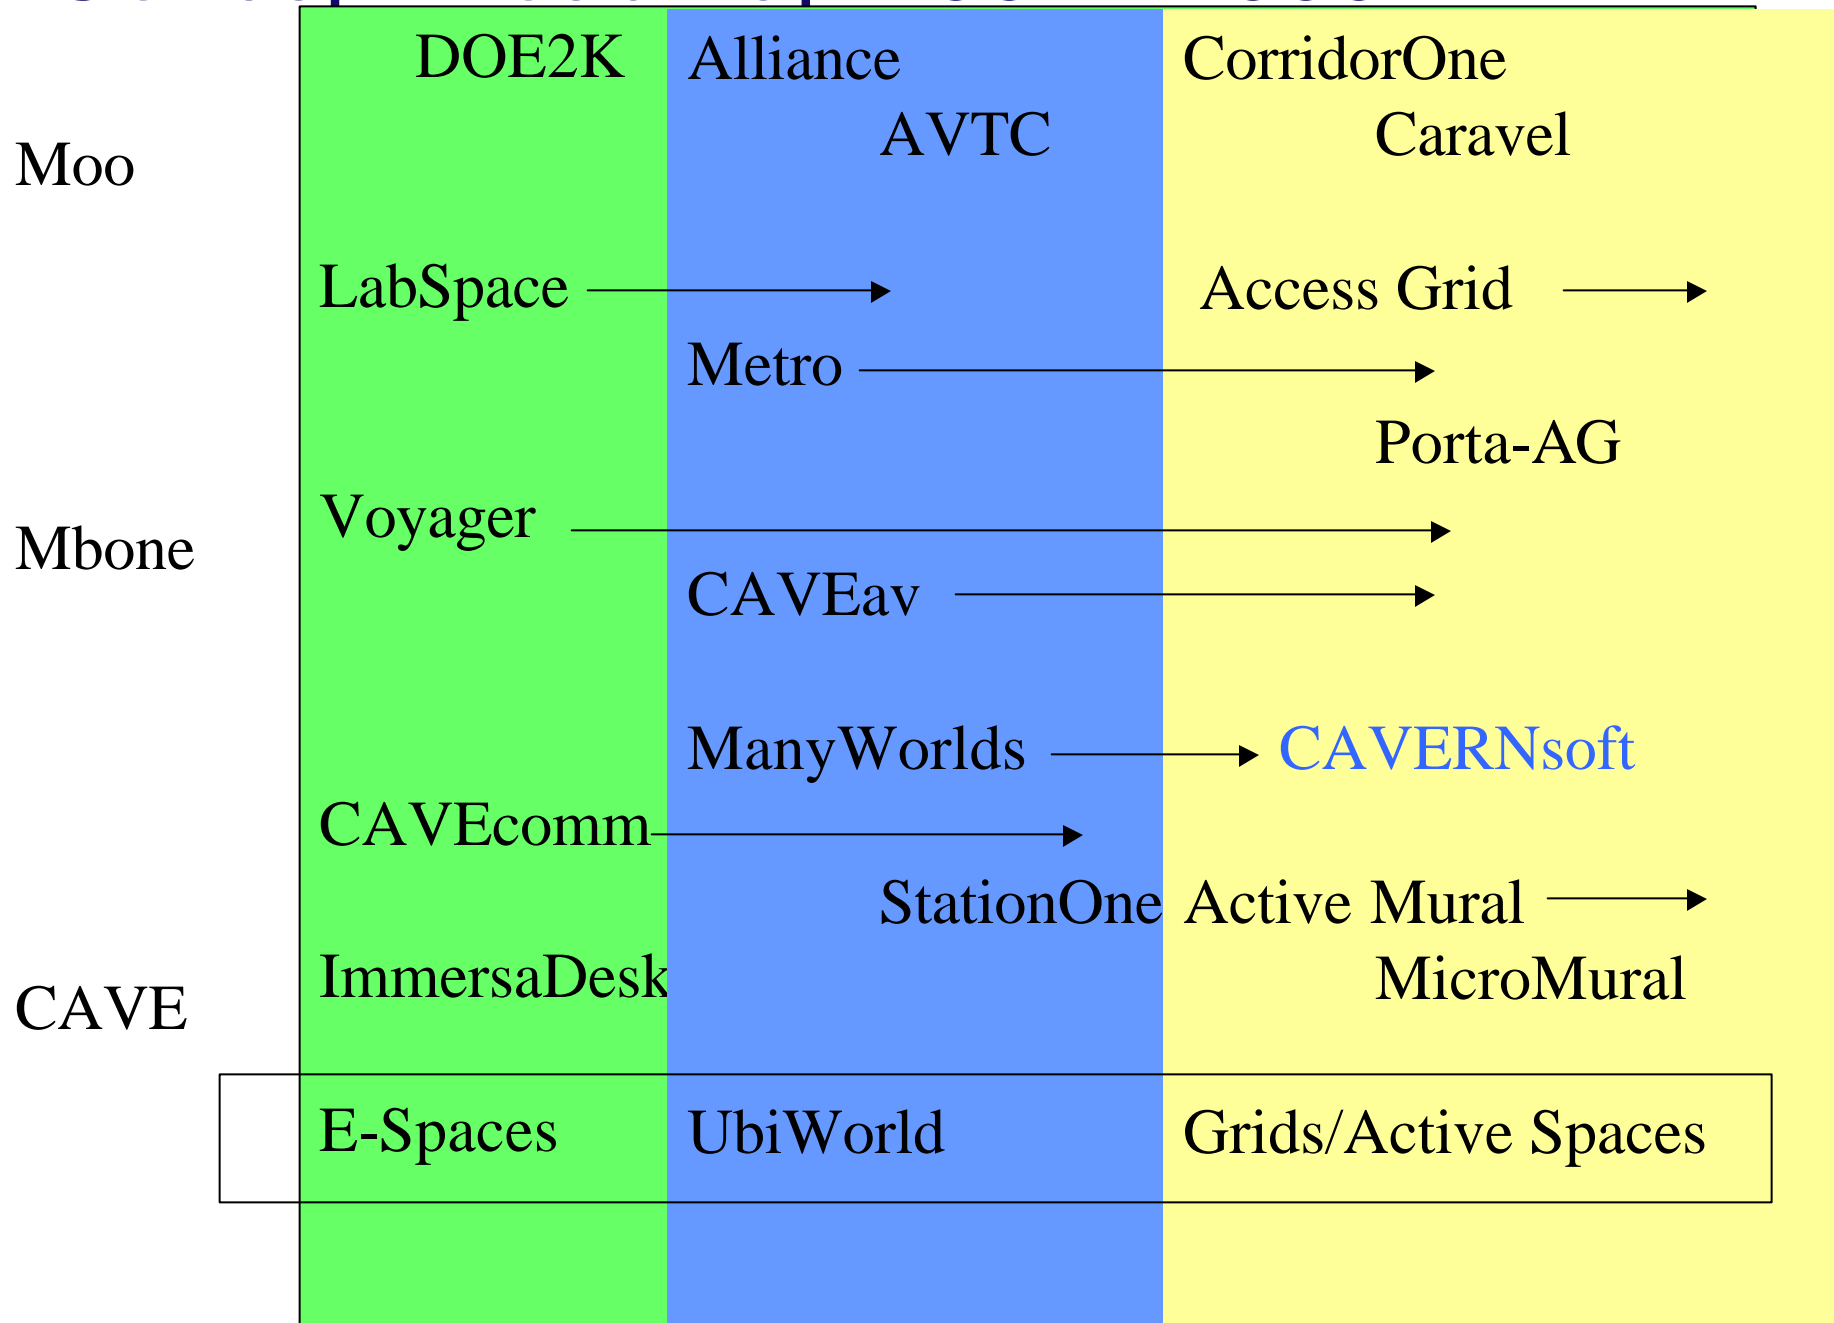 DOE2K Alliance CorridorOne
AVTC Caravel
Moo
LabSpace Access Grid
Metro
Porta-AG
Voyager
Mbone
CAVEav
ManyWorlds CAVERNsoft
CAVEcomm
StationOne Active Mural
ImmersaDesk MicroMural
CAVE
E-Spaces UbiWorld Grids/Active Spaces